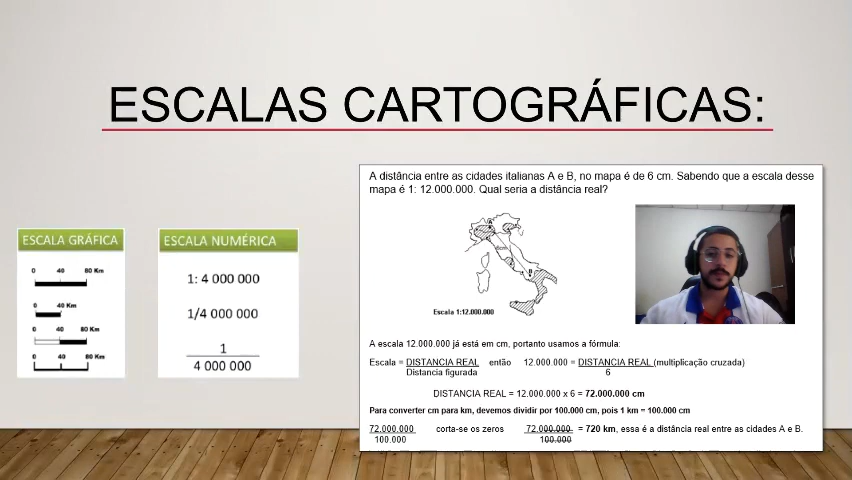 ESCALAS CARTOGRÁFICAS:
ESCALA GRÁFICA
0 40 80 Km
0 40 Km
0 40 80 Km
0 40 80 Km
ESCALA NUMÉRICA
1: 4 000 000
1/4 000 000
1
4 000 000
A distância entre as cidades italianas A e B, no mapa é de 6 cm. Sabendo que a escala desse
mapa é 1: 12.000.000. Qual seria a distância real?
A
B
Escala 1:12.000.000
A escala 12.000.000 já está em cm, portanto usamos a fórmula:
Escala = DISTANCIA REAL então 12.000.000 = DISTANCIA REAL (multiplicação cruzada)
Distancia figurada 6
DISTANCIA REAL = 12.000.000 x 6 = 72.000.000 cm
Para converter cm para km, devemos dividir por 100.000 cm, pois 1 km = 100.000 cm
72.000.000 corta-se os zeros 72.000.000 = 720 km, essa é a distância real entre as cidades A e B.
100.000 100.000